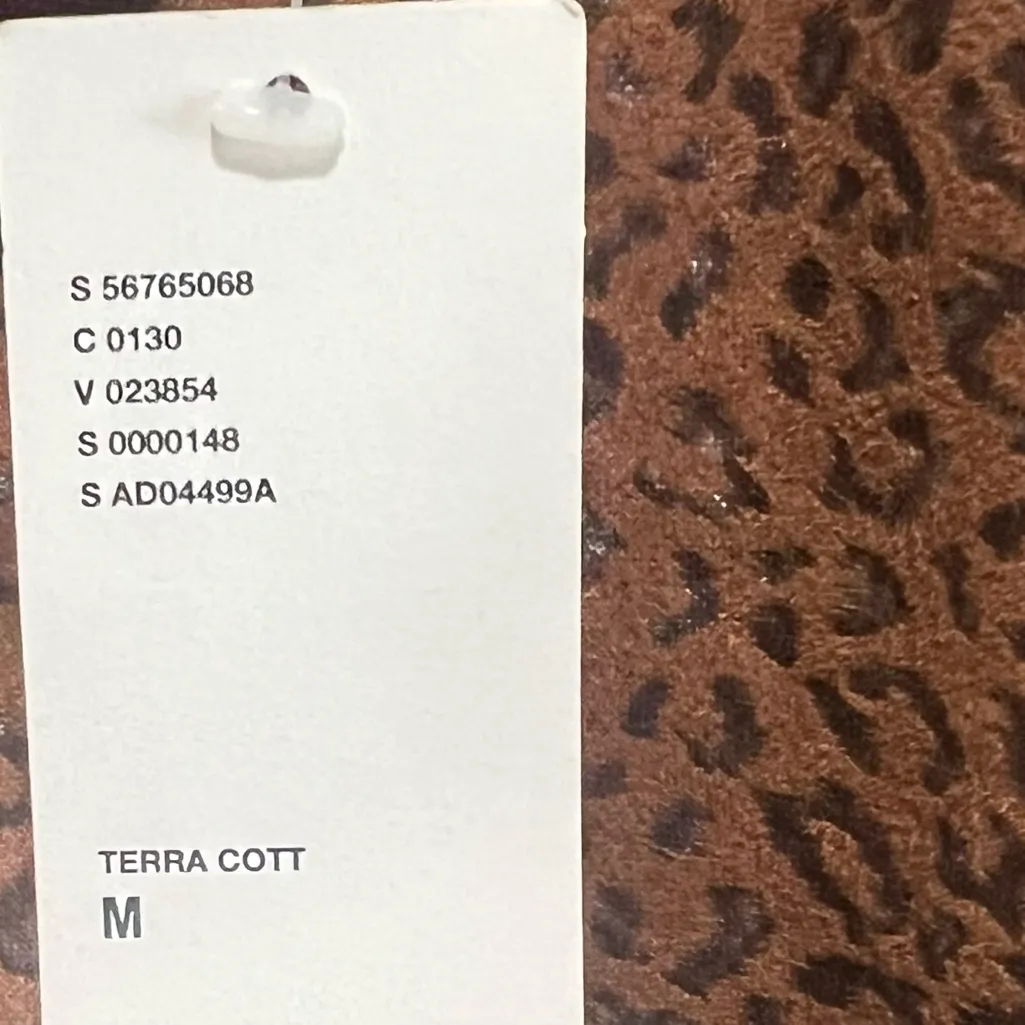 S 56765068
C 0130
V 023854
S 0000148
S AD04499A
TERRA COTT
M